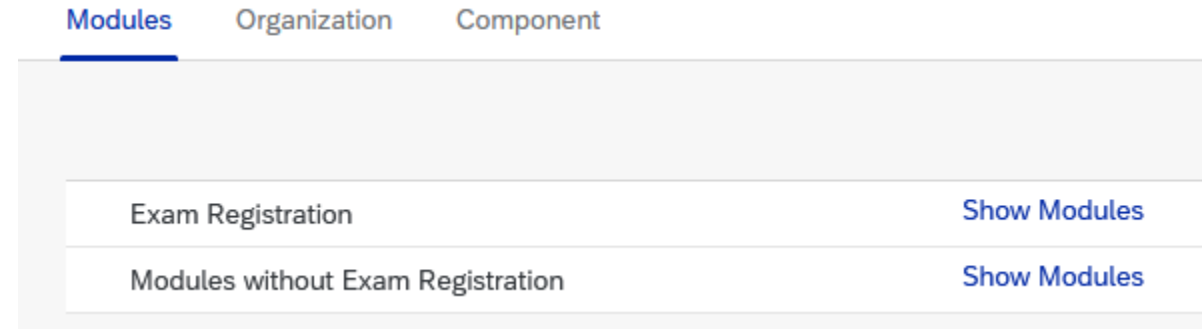 Modules Organization Component
Exam Registration Show Modules
Modules without Exam Registration Show Modules